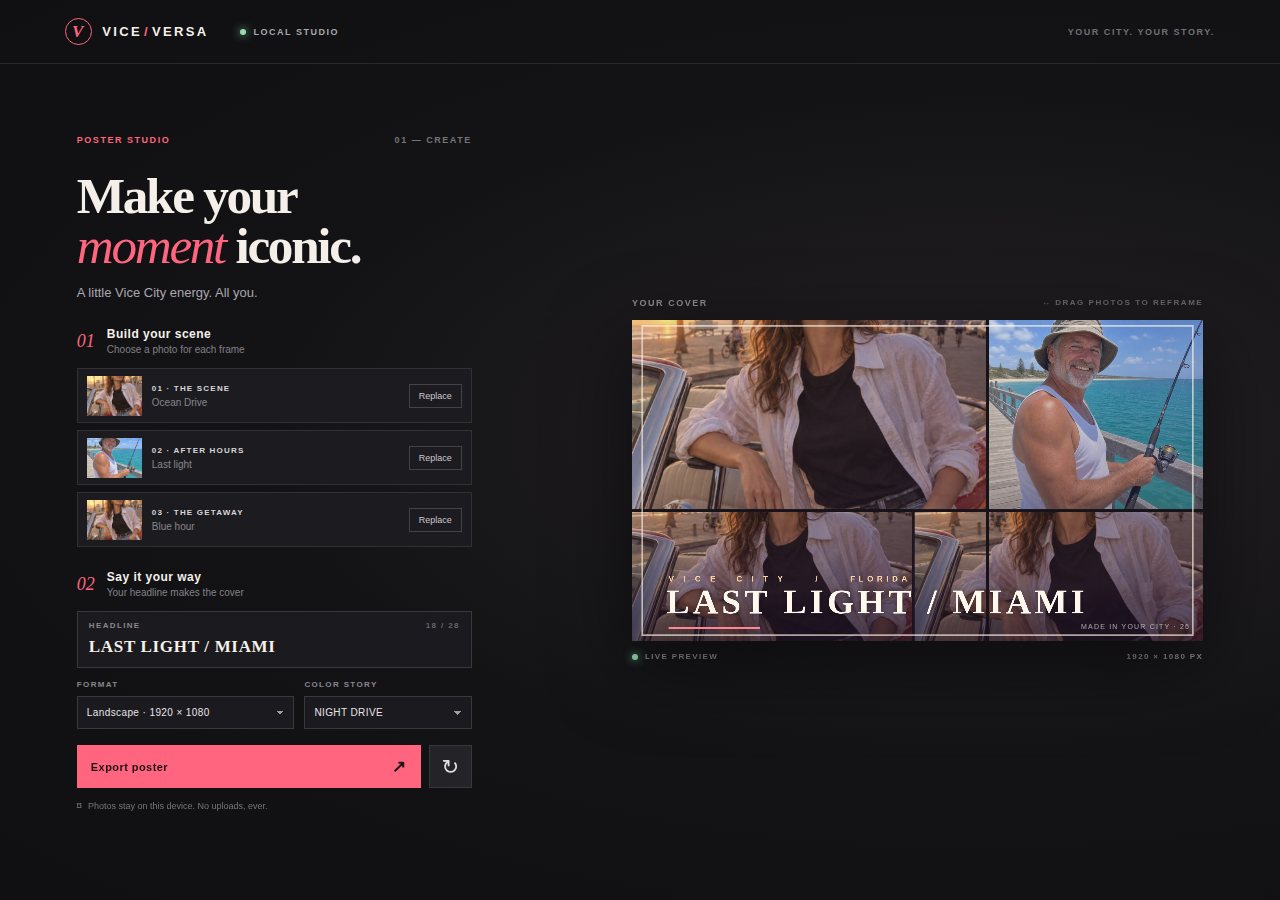 V VICE/VERSA
LOCAL STUDIO
YOUR CITY. YOUR STORY.
POSTER STUDIO
01 — CREATE
Make your
moment iconic.
A little Vice City energy. All you.
01 Build your scene
Choose a photo for each frame
01 · THE SCENE
Ocean Drive
Replace
02 · AFTER HOURS
Last light
Replace
03 · THE GETAWAY
Blue hour
Replace
02 Say it your way
Your headline makes the cover
HEADLINE
18 / 28
LAST LIGHT / MIAMI
FORMAT
COLOR STORY
Landscape · 1920 × 1080
NIGHT DRIVE
Export poster ↗
↻
Photos stay on this device. No uploads, ever.
YOUR COVER
↔ DRAG PHOTOS TO REFRAME
VICE CITY / FLORIDA
LAST LIGHT / MIAMI
MADE IN YOUR CITY · 26
LIVE PREVIEW
1920 × 1080 PX